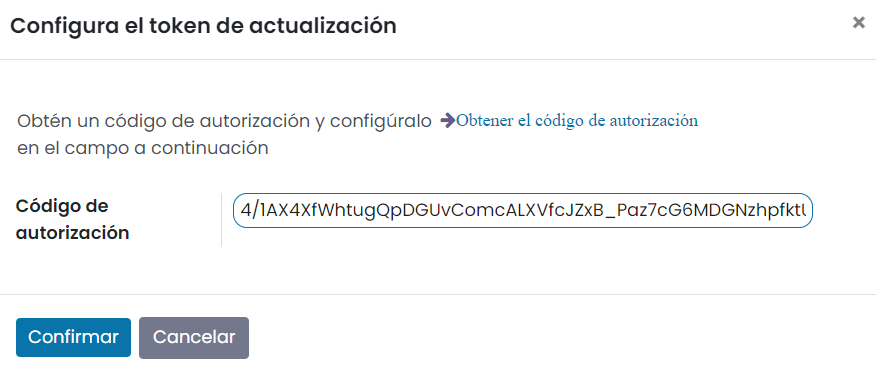 Configura el token de actualización ×
Obtén un código de autorización y configúralo ➔Obtener el código de autorización
en el campo a continuación
Código de autorización
4/1AX4XfWhtugQpDGUvComcALXVfcJZxB_Paz7cG6MDGNzhpfktU
Confirmar Cancelar